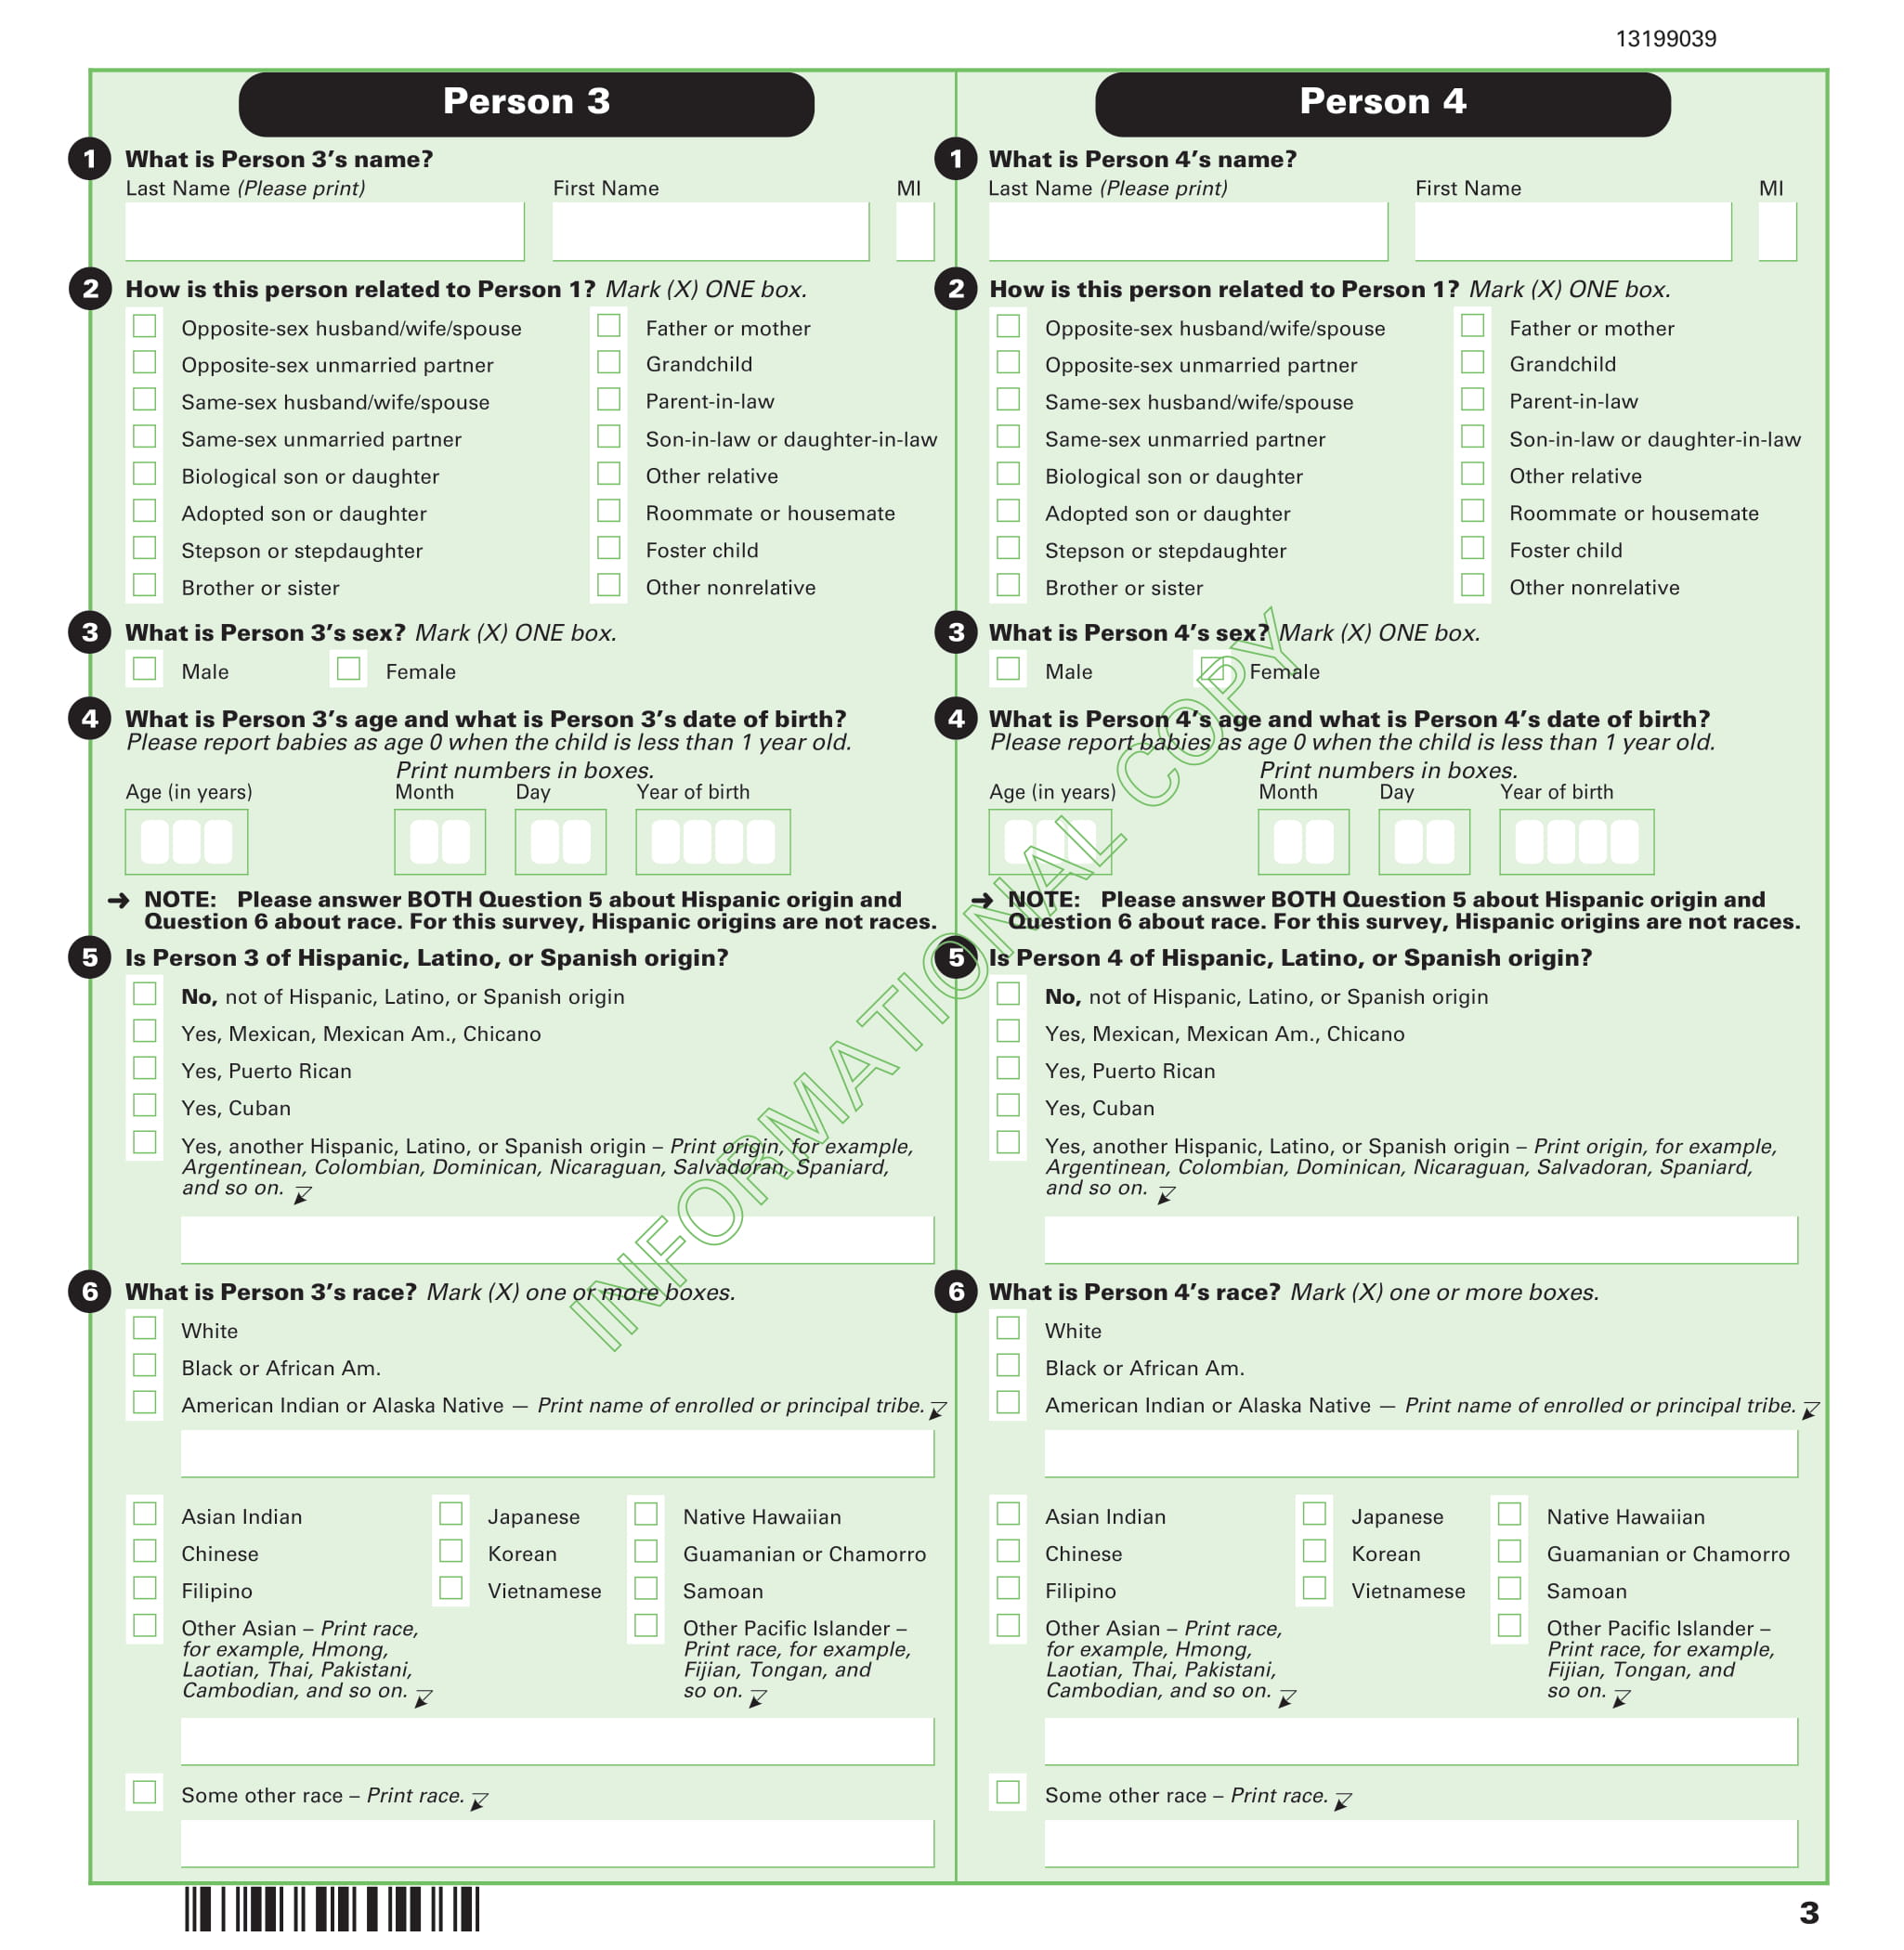 13199039
Person 3
1 What is Person 3’s name?
Last Name (Please print) First Name MI
2 How is this person related to Person 1? Mark (X) ONE box.
Opposite-sex husband/wife/spouse
Opposite-sex unmarried partner
Same-sex husband/wife/spouse
Same-sex unmarried partner
Biological son or daughter
Adopted son or daughter
Stepson or stepdaughter
Brother or sister
Father or mother
Grandchild
Parent-in-law
Son-in-law or daughter-in-law
Other relative
Roommate or housemate
Foster child
Other nonrelative
3 What is Person 3’s sex? Mark (X) ONE box.
Male Female
4 What is Person 3’s age and what is Person 3’s date of birth?
Please report babies as age 0 when the child is less than 1 year old.
Print numbers in boxes.
Age (in years) Month Day Year of birth
➜ NOTE: Please answer BOTH Question 5 about Hispanic origin and
Question 6 about race. For this survey, Hispanic origins are not races.
5 Is Person 3 of Hispanic, Latino, or Spanish origin?
No, not of Hispanic, Latino, or Spanish origin
Yes, Mexican, Mexican Am., Chicano
Yes, Puerto Rican
Yes, Cuban
Yes, another Hispanic, Latino, or Spanish origin – Print origin, for example,
Argentinean, Colombian, Dominican, Nicaraguan, Salvadoran, Spaniard,
and so on.
6 What is Person 3’s race? Mark (X) one or more boxes.
White
Black or African Am.
American Indian or Alaska Native — Print name of enrolled or principal tribe.
Asian Indian
Chinese
Filipino
Other Asian – Print race,
for example, Hmong,
Laotian, Thai, Pakistani,
Cambodian, and so on.
Japanese
Korean
Vietnamese
Native Hawaiian
Guamanian or Chamorro
Samoan
Other Pacific Islander –
Print race, for example,
Fijian, Tongan, and
so on.
Some other race – Print race.
Person 4
1 What is Person 4’s name?
Last Name (Please print) First Name MI
2 How is this person related to Person 1? Mark (X) ONE box.
Opposite-sex husband/wife/spouse
Opposite-sex unmarried partner
Same-sex husband/wife/spouse
Same-sex unmarried partner
Biological son or daughter
Adopted son or daughter
Stepson or stepdaughter
Brother or sister
Father or mother
Grandchild
Parent-in-law
Son-in-law or daughter-in-law
Other relative
Roommate or housemate
Foster child
Other nonrelative
3 What is Person 4’s sex? Mark (X) ONE box.
Male Female
4 What is Person 4’s age and what is Person 4’s date of birth?
Please report babies as age 0 when the child is less than 1 year old.
Print numbers in boxes.
Age (in years) Month Day Year of birth
➜ NOTE: Please answer BOTH Question 5 about Hispanic origin and
Question 6 about race. For this survey, Hispanic origins are not races.
5 Is Person 4 of Hispanic, Latino, or Spanish origin?
No, not of Hispanic, Latino, or Spanish origin
Yes, Mexican, Mexican Am., Chicano
Yes, Puerto Rican
Yes, Cuban
Yes, another Hispanic, Latino, or Spanish origin – Print origin, for example,
Argentinean, Colombian, Dominican, Nicaraguan, Salvadoran, Spaniard,
and so on.
6 What is Person 4’s race? Mark (X) one or more boxes.
White
Black or African Am.
American Indian or Alaska Native — Print name of enrolled or principal tribe.
Asian Indian
Chinese
Filipino
Other Asian – Print race,
for example, Hmong,
Laotian, Thai, Pakistani,
Cambodian, and so on.
Japanese
Korean
Vietnamese
Native Hawaiian
Guamanian or Chamorro
Samoan
Other Pacific Islander –
Print race, for example,
Fijian, Tongan, and
so on.
Some other race – Print race.
INFORMATIONAL COPY
3